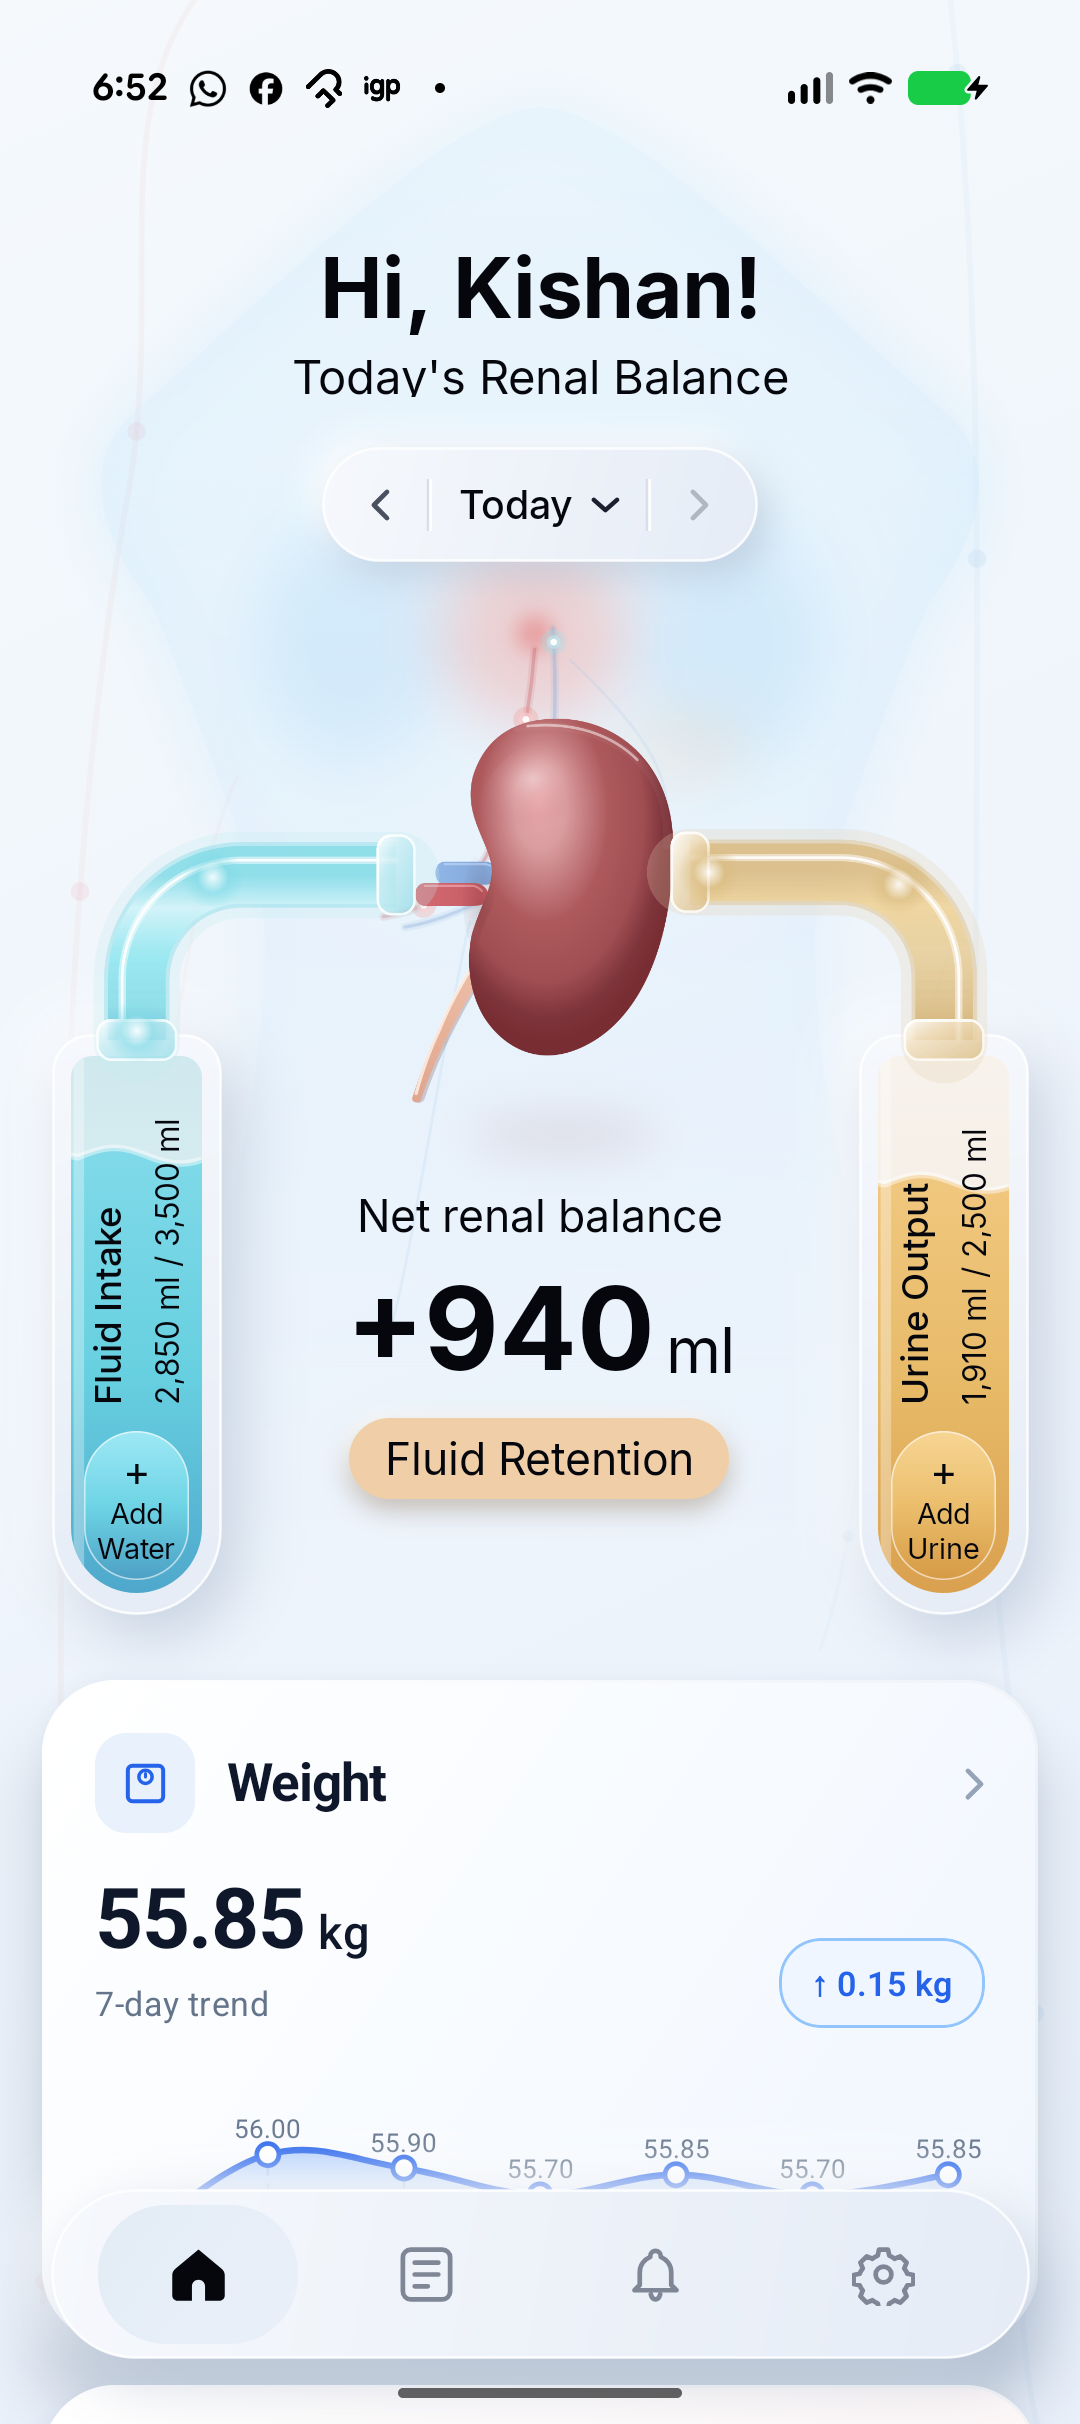 6:52
igp
Hi, Kishan!
Today's Renal Balance
Today
Fluid Intake
2,850 ml / 3,500 ml
+
Add
Water
Net renal balance
+940 ml
Fluid Retention
Urine Output
1,910 ml / 2,500 ml
+
Add
Urine
Weight
55.85 kg
7-day trend
↑ 0.15 kg
56.00
55.90
55.70
55.85
55.70
55.85